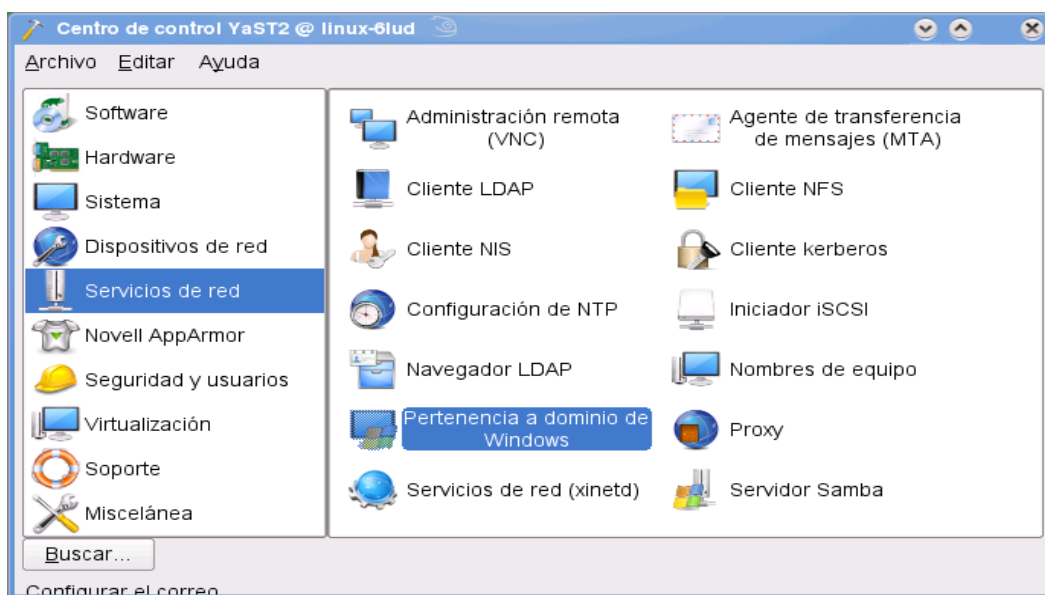 Centro de control YaST2 @ linux-6lud
Archivo Editar Ayuda
Software
Hardware
Sistema
Dispositivos de red
Servicios de red
Novell AppArmor
Seguridad y usuarios
Virtualización
Soporte
Miscelánea
Administración remota
(VNC)
Agente de transferencia
de mensajes (MTA)
Cliente LDAP
Cliente NFS
Cliente NIS
Cliente kerberos
Configuración de NTP
Iniciador iSCSI
Navegador LDAP
Nombres de equipo
Pertenencia a dominio de
Windows
Proxy
Servicios de red (xinetd)
Servidor Samba
Buscar...
Configurar el correo